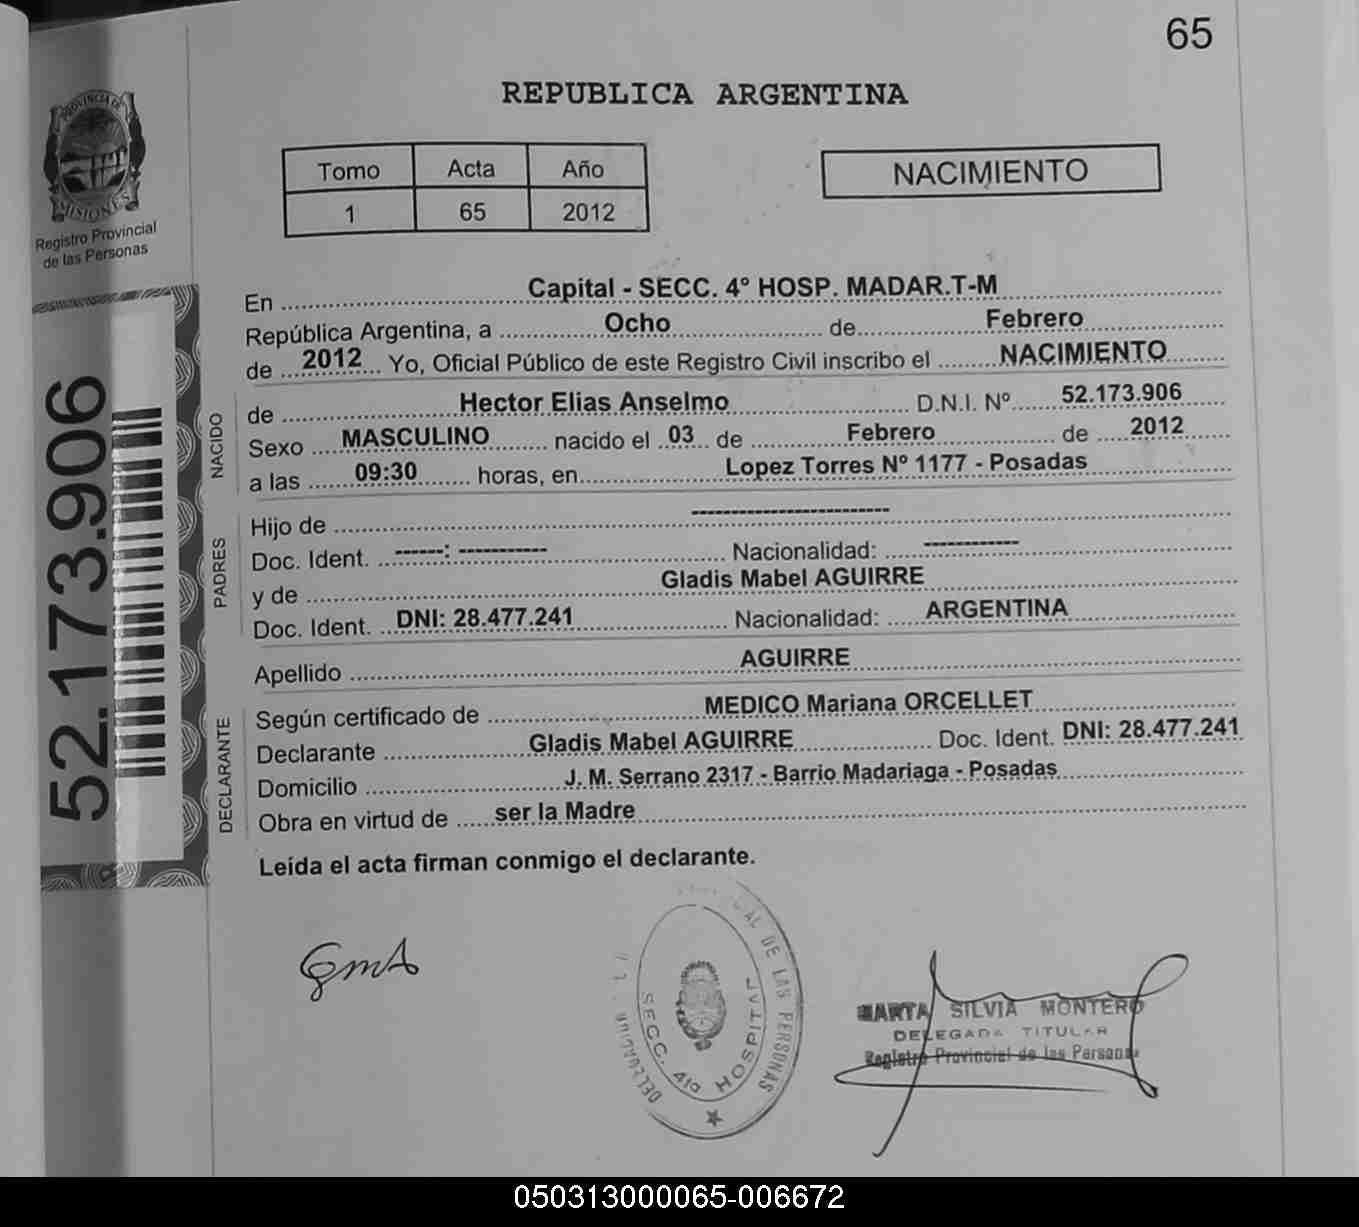 65
REPUBLICA ARGENTINA
PROVINCIA DE
MISIONES
Registro Provincial
de las Personas
Tomo Acta Año
1 65 2012
NACIMIENTO
52.173.906
En Capital - SECC. 4° HOSP. MADAR.T-M
República Argentina, a Ocho de Febrero
de 2012 Yo, Oficial Público de este Registro Civil inscribo el NACIMIENTO
NACIDO
de Hector Elias Anselmo D.N.I. Nº 52.173.906
Sexo MASCULINO nacido el 03 de Febrero de 2012
a las 09:30 horas, en Lopez Torres Nº 1177 - Posadas
PADRES
Hijo de -------------------------
Doc. Ident. ------: ----------- Nacionalidad: ------------
y de Gladis Mabel AGUIRRE
Doc. Ident. DNI: 28.477.241 Nacionalidad: ARGENTINA
Apellido AGUIRRE
DECLARANTE
Según certificado de MEDICO Mariana ORCELLET
Declarante Gladis Mabel AGUIRRE Doc. Ident. DNI: 28.477.241
Domicilio J. M. Serrano 2317 - Barrio Madariaga - Posadas
Obra en virtud de ser la Madre
Leída el acta firman conmigo el declarante.
GMA
DE LAS PERSONAS
SECC. 4ta HOSPITAL
MARTA SILVIA MONTERO
DELEGADA TITULAR
Registro Provincial de las Personas
050313000065-006672